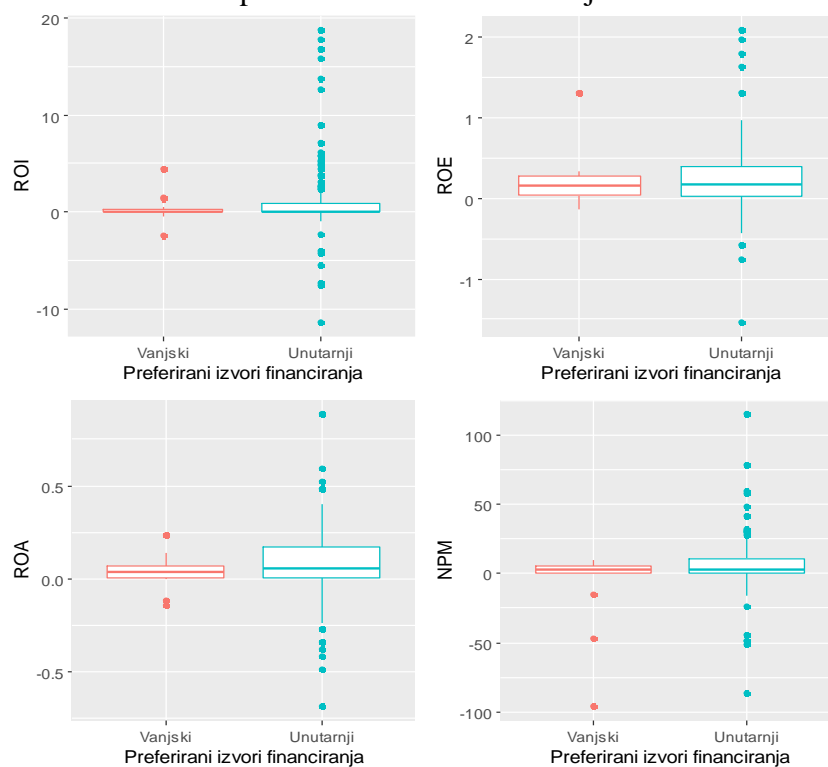 20
10
0
-10
ROI
Vanjski
Unutarnji
Preferirani izvori financiranja
2
1
0
-1
ROE
Vanjski
Unutarnji
Preferirani izvori financiranja
0.5
0.0
-0.5
ROA
Vanjski
Unutarnji
Preferirani izvori financiranja
100
50
0
-50
-100
NPM
Vanjski
Unutarnji
Preferirani izvori financiranja